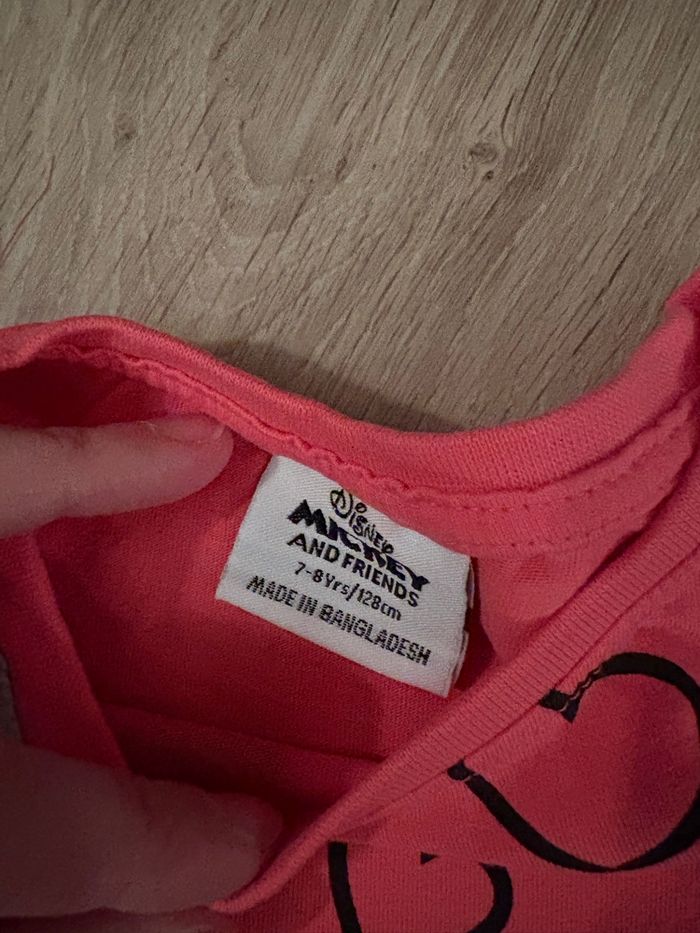 Disney
MICKEY
AND FRIENDS
7-8Yrs/128cm
MADE IN BANGLADESH